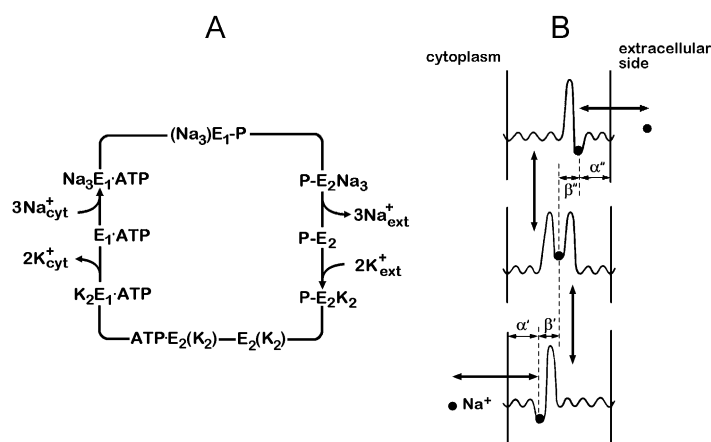 A
B
cytoplasm
extracellular
side
(Na₃)E₁-P
Na₃E₁·ATP
P-E₂Na₃
3Na⁺cyt
3Na⁺ext
E₁·ATP
P-E₂
2K⁺cyt
2K⁺ext
K₂E₁·ATP
P-E₂K₂
ATP·E₂(K₂)
E₂(K₂)
α"
β"
α'
β'
Na⁺